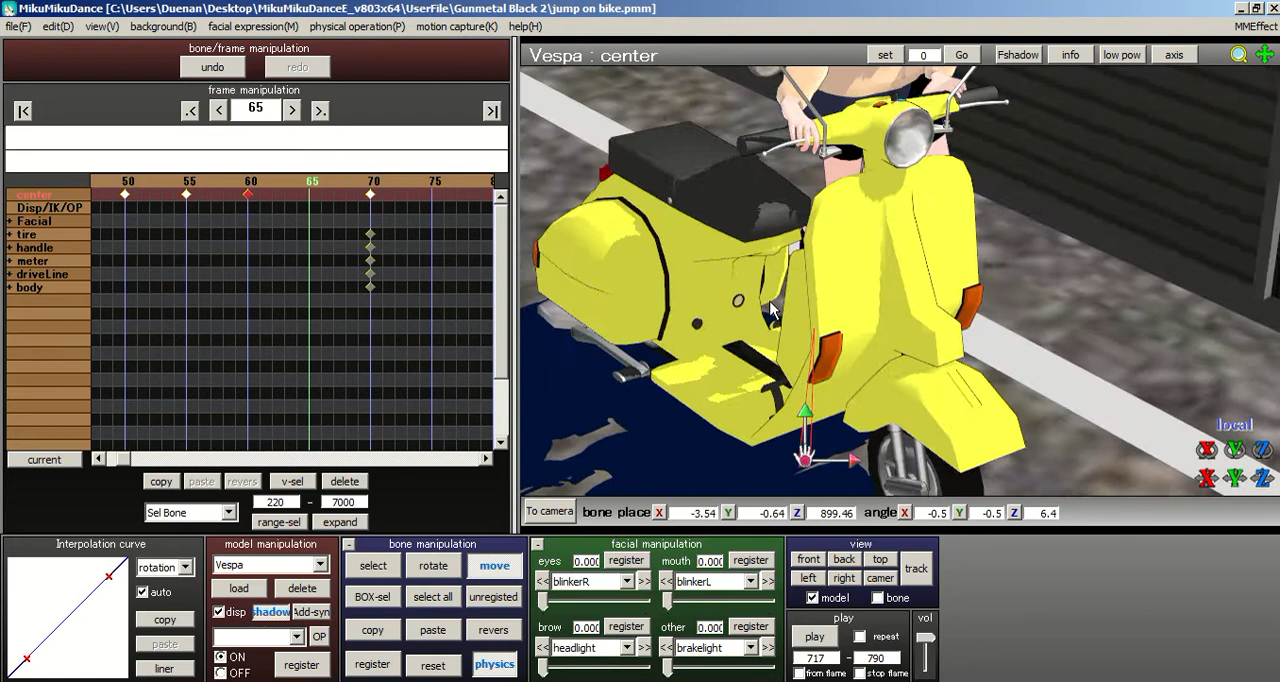 MikuMikuDance [C:\Users\Duenan\Desktop\MikuMikuDanceE_v803x64\UserFile\Gunmetal Black 2\jump on bike.pmm]
file(F) edit(D) view(V) background(B) facial expression(M) physical operation(P) motion capture(K) help(H) MMEffect
bone/frame manipulation
undo redo
frame manipulation
|< .< < 65 > >. >|
50 55 60 65 70 75 8
center
Disp/IK/OP
+ Facial
+ tire
+ handle
+ meter
+ driveLine
+ body
current
copy paste revers v-sel delete
Sel Bone 220 - 7000
range-sel expand
Vespa : center set 0 Go Fshadow info low pow axis
local
X Y Z
X Y Z
To camera bone place X -3.54 Y -0.64 Z 899.46 angle X -0.5 Y -0.5 Z 6.4
Interpolation curve
rotation
auto
copy
paste
liner
model manipulation
Vespa
load delete
disp shadow Add-syn
OP
ON
OFF
register
- bone manipulation
select rotate move
BOX-sel select all unregisted
copy paste revers
register reset physics
- facial manipulation
eyes 0.000 register mouth 0.000 register
<< blinkerR >> << blinkerL >>
brow 0.000 register other 0.000 register
<< headlight >> << brakelight >>
view
front back top
left right camer track
model bone
play
play repeat
717 - 790
from flame stop flame
vol